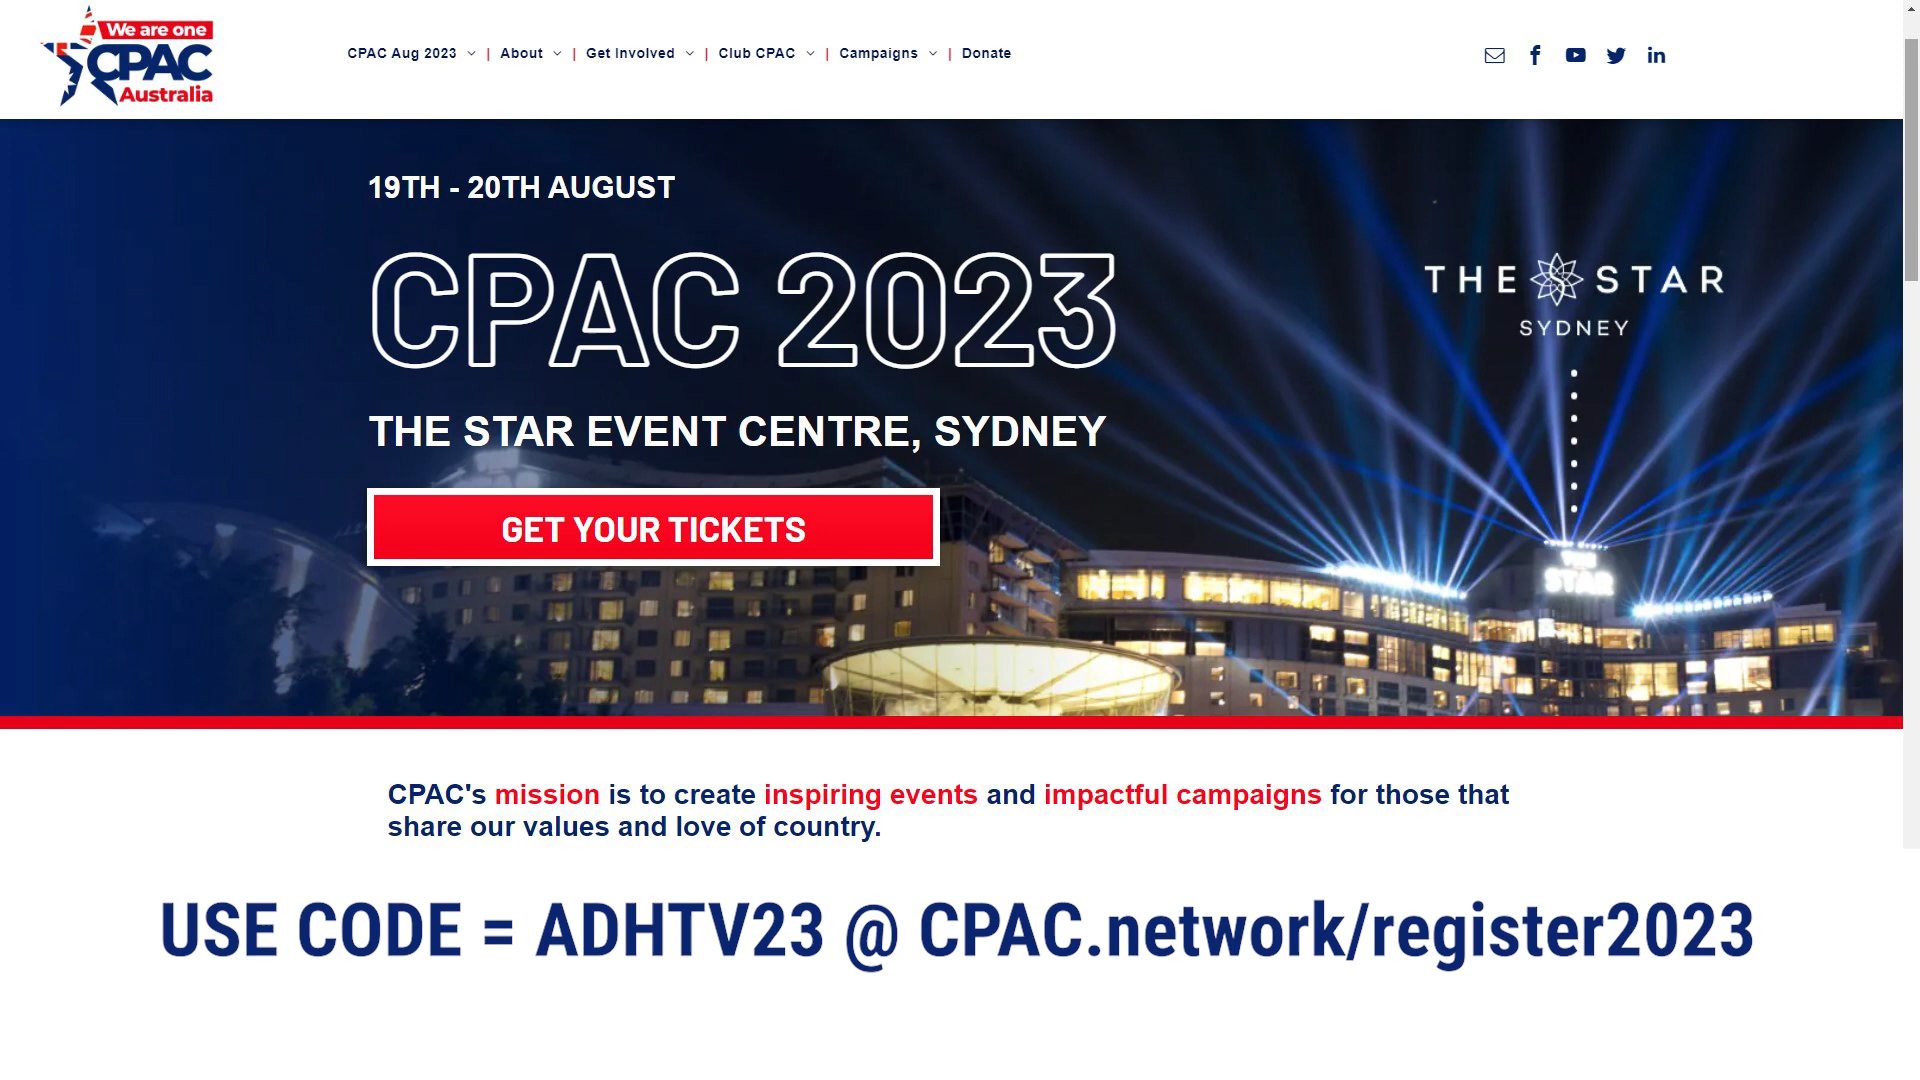 We are one
CPAC
Australia
CPAC Aug 2023 | About | Get Involved | Club CPAC | Campaigns | Donate
19TH - 20TH AUGUST
CPAC 2023
THE STAR
SYDNEY
THE STAR EVENT CENTRE, SYDNEY
GET YOUR TICKETS
THE
STAR
CPAC's mission is to create inspiring events and impactful campaigns for those that
share our values and love of country.
USE CODE = ADHTV23 @ CPAC.network/register2023